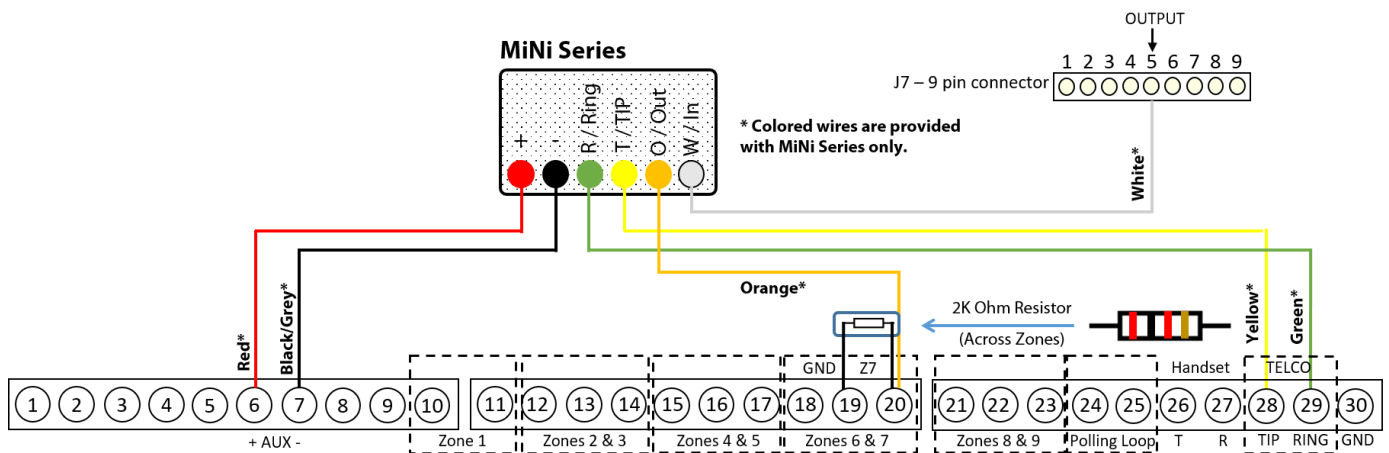 OUTPUT
MiNi Series
1 2 3 4 5 6 7 8 9
J7 – 9 pin connector
+ - R / Ring T / TIP O / Out W / In
* Colored wires are provided
with MiNi Series only.
White*
Orange*
2K Ohm Resistor
(Across Zones)
Red*
Black/Grey*
Yellow*
Green*
GND Z7 Handset TELCO
1 2 3 4 5 6 7 8 9 10 11 12 13 14 15 16 17 18 19 20 21 22 23 24 25 26 27 28 29 30
+ AUX - Zone 1 Zones 2 & 3 Zones 4 & 5 Zones 6 & 7 Zones 8 & 9 Polling Loop T R TIP RING GND